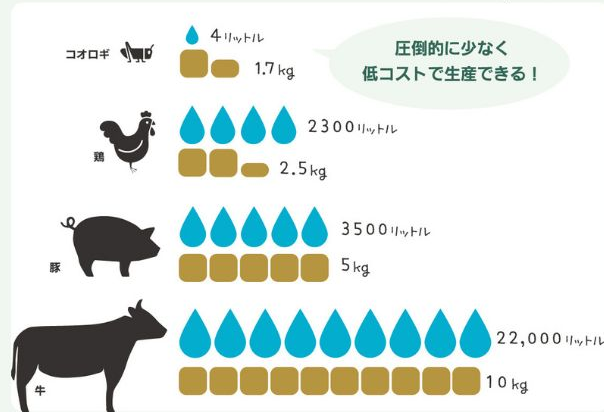 コオロギ
4リットル
1.7kg
圧倒的に少なく
低コストで生産できる!
鶏
2300リットル
2.5kg
豚
3500リットル
5kg
牛
22,000リットル
10kg